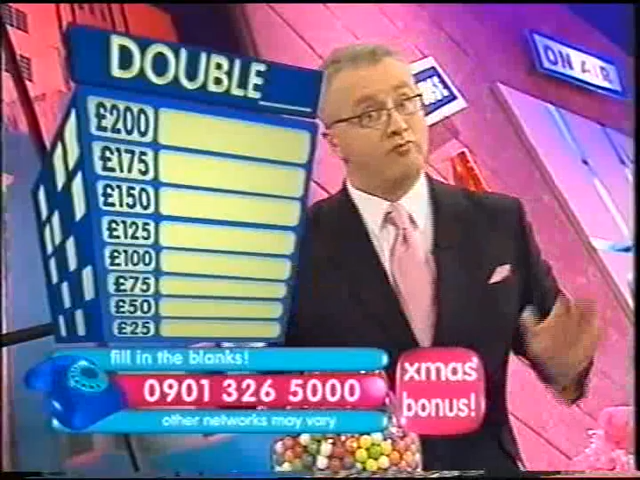 DOUBLE____
£200
£175
£150
£125
£100
£75
£50
£25
ON AIR
fill in the blanks!
0901 326 5000
other networks may vary
xmas
bonus!